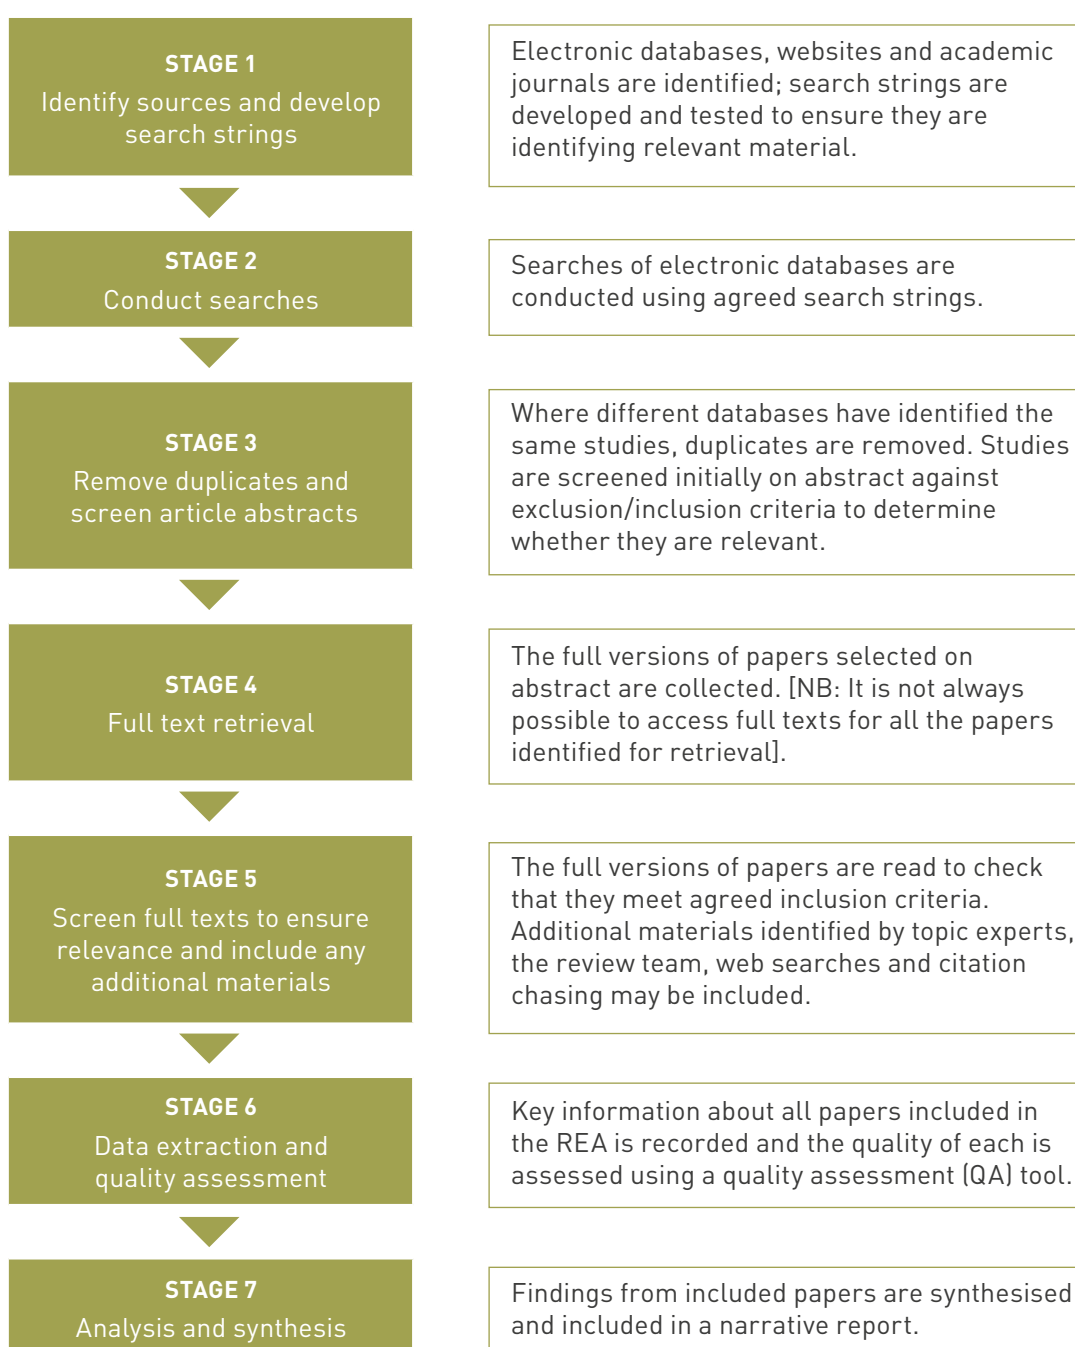 STAGE 1
Identify sources and develop
search strings
Electronic databases, websites and academic
journals are identified; search strings are
developed and tested to ensure they are
identifying relevant material.
STAGE 2
Conduct searches
Searches of electronic databases are
conducted using agreed search strings.
STAGE 3
Remove duplicates and
screen article abstracts
Where different databases have identified the
same studies, duplicates are removed. Studies
are screened initially on abstract against
exclusion/inclusion criteria to determine
whether they are relevant.
STAGE 4
Full text retrieval
The full versions of papers selected on
abstract are collected. [NB: It is not always
possible to access full texts for all the papers
identified for retrieval].
STAGE 5
Screen full texts to ensure
relevance and include any
additional materials
The full versions of papers are read to check
that they meet agreed inclusion criteria.
Additional materials identified by topic experts,
the review team, web searches and citation
chasing may be included.
STAGE 6
Data extraction and
quality assessment
Key information about all papers included in
the REA is recorded and the quality of each is
assessed using a quality assessment (QA) tool.
STAGE 7
Analysis and synthesis
Findings from included papers are synthesised
and included in a narrative report.